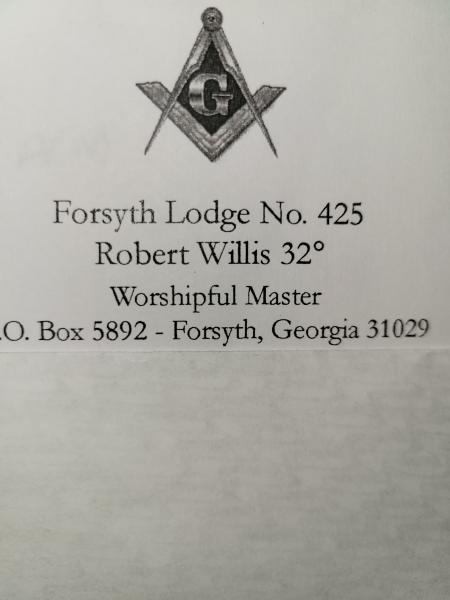 G
Forsyth Lodge No. 425
Robert Willis 32°
Worshipful Master
.O. Box 5892 - Forsyth, Georgia 31029